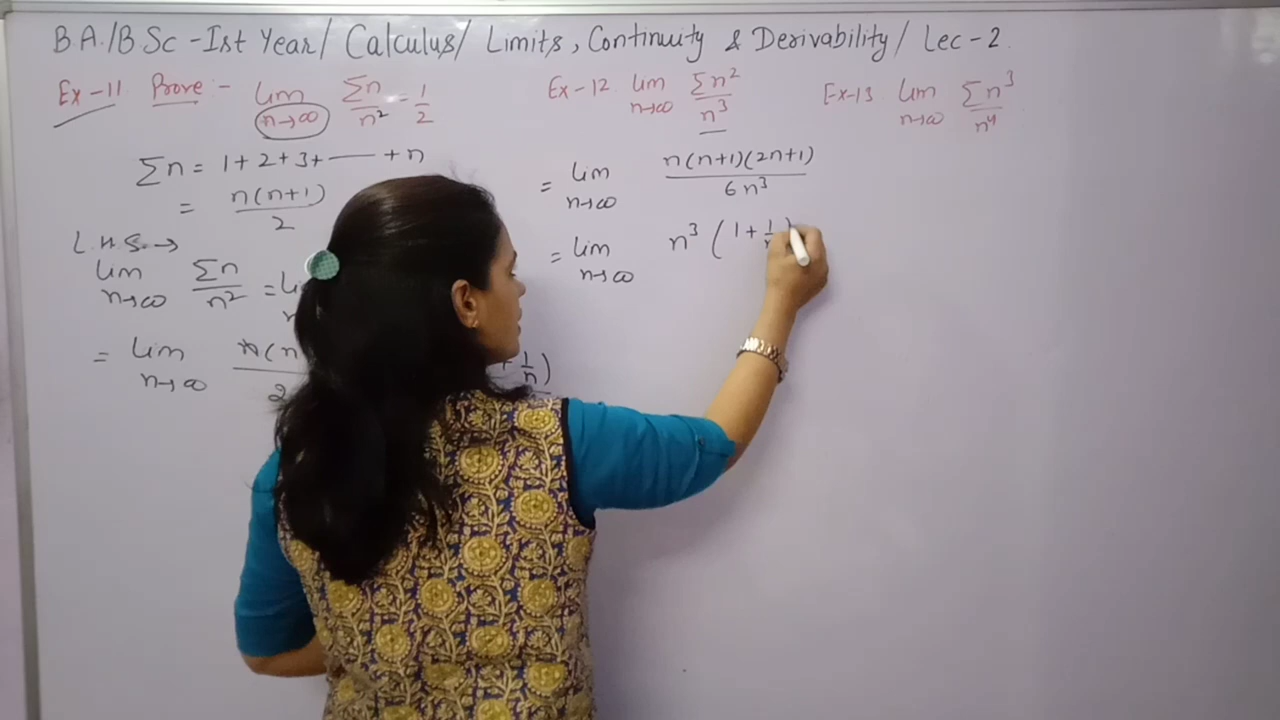 B.A./B Sc - Ist Year/ Calculus/ Limits, Continuity & Derivability/ Lec-2
Ex-11 Prove:- lim n→∞ Σn/n² = 1/2
Σn = 1+2+3+ —— + n
= n(n+1)/2
L.H.S. →
lim n→∞ Σn/n² =
= lim n→∞ n(n
+ 1/n)
Ex-12 lim n→∞ Σn²/n³
= lim n→∞ n(n+1)(2n+1)/6n³
= lim n→∞ n³(1+1/n)
Ex-13 lim n→∞ Σn³/n⁴